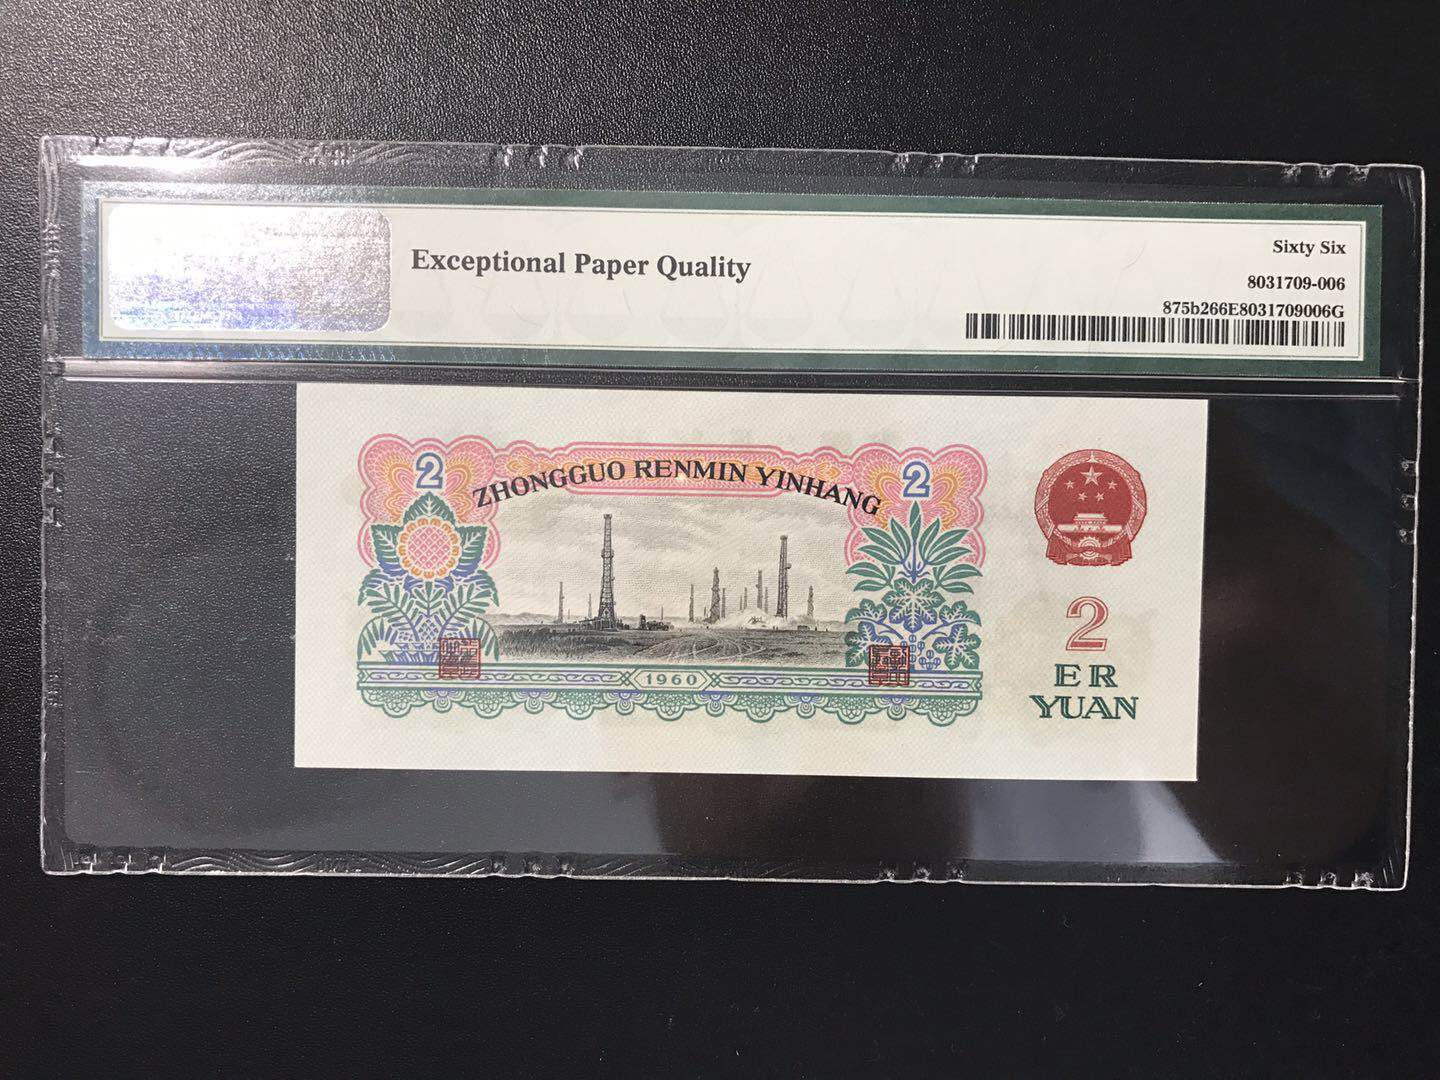 Exceptional Paper Quality
Sixty Six
8031709-006
875b266E8031709006G
2
ZHONGGUO RENMIN YINHANG
2
1960
2
ER
YUAN